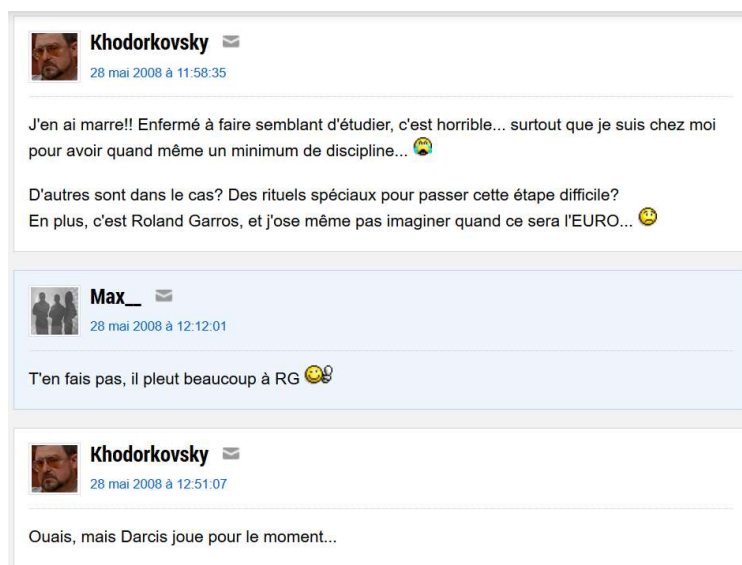 Khodorkovsky
28 mai 2008 à 11:58:35
J'en ai marre!! Enfermé à faire semblant d'étudier, c'est horrible... surtout que je suis chez moi
pour avoir quand même un minimum de discipline...
D'autres sont dans le cas? Des rituels spéciaux pour passer cette étape difficile?
En plus, c'est Roland Garros, et j'ose même pas imaginer quand ce sera l'EURO...
Max__
28 mai 2008 à 12:12:01
T'en fais pas, il pleut beaucoup à RG
Khodorkovsky
28 mai 2008 à 12:51:07
Ouais, mais Darcis joue pour le moment...